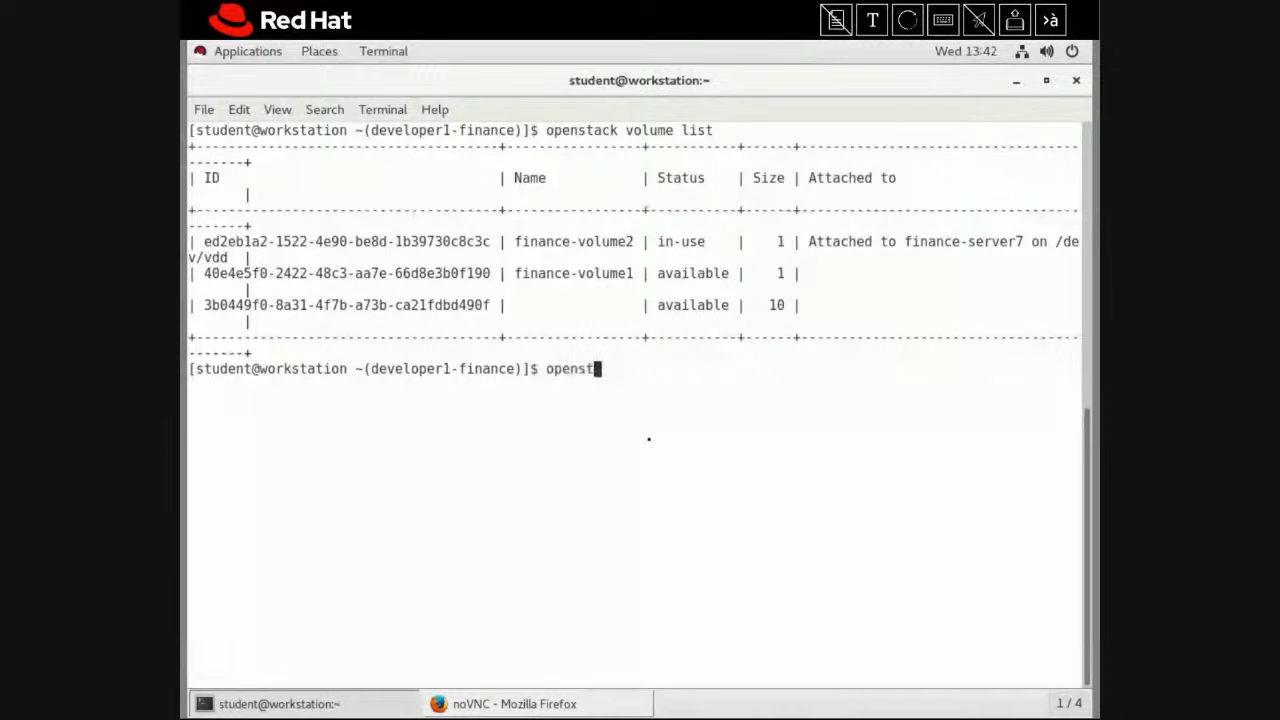 Red Hat
T
›à
Applications Places Terminal Wed 13:42
student@workstation:~
File Edit View Search Terminal Help
[student@workstation ~(developer1-finance)]$ openstack volume list
+--------------------------------------+-----------------+-----------+------+-----------------------------------
-------+
| ID                                   | Name            | Status    | Size | Attached to
       |
+--------------------------------------+-----------------+-----------+------+-----------------------------------
-------+
| ed2eb1a2-1522-4e90-be8d-1b39730c8c3c | finance-volume2 | in-use    |    1 | Attached to finance-server7 on /de
v/vdd  |
| 40e4e5f0-2422-48c3-aa7e-66d8e3b0f190 | finance-volume1 | available |    1 |
       |
| 3b0449f0-8a31-4f7b-a73b-ca21fdbd490f |                 | available |   10 |
       |
+--------------------------------------+-----------------+-----------+------+-----------------------------------
-------+
[student@workstation ~(developer1-finance)]$ openst
student@workstation:~ noVNC - Mozilla Firefox 1 / 4